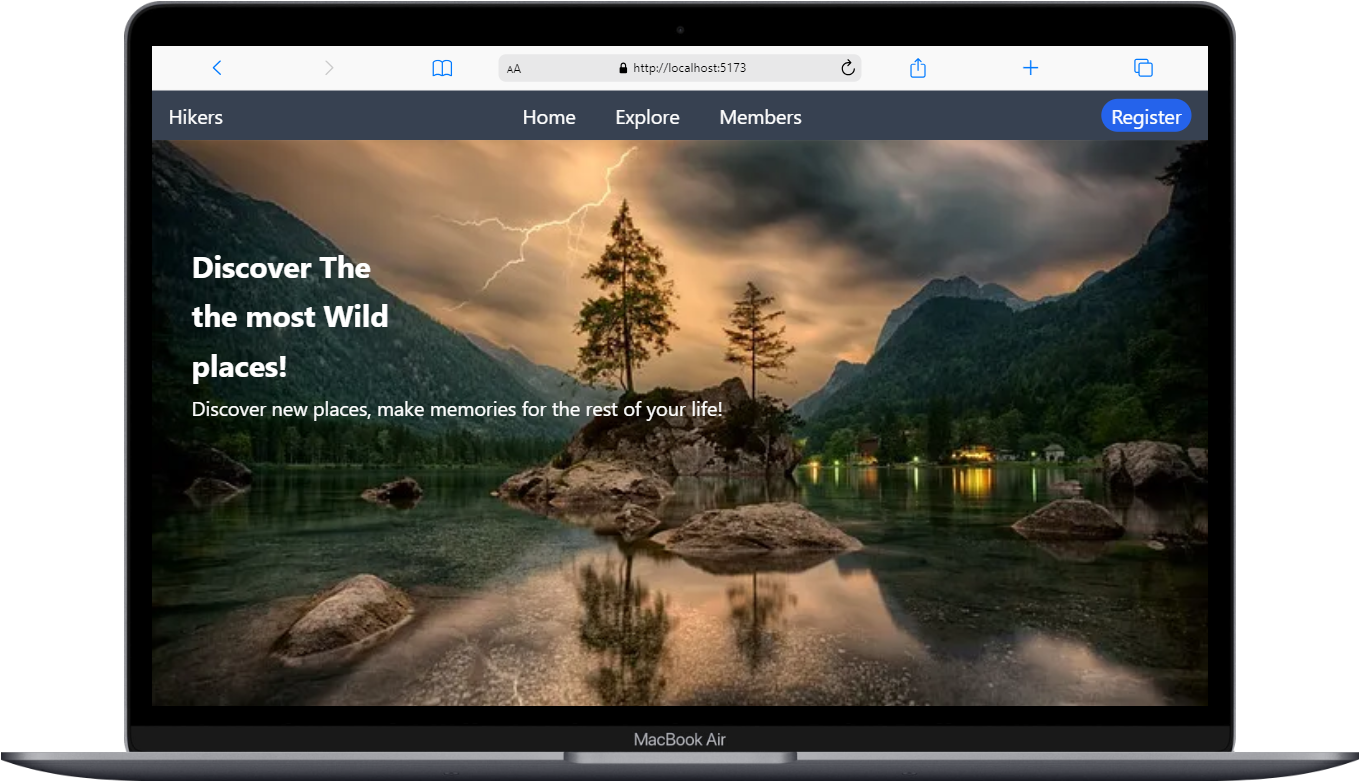 AA http://localhost:5173
Hikers Home Explore Members Register
Discover The
the most Wild
places!
Discover new places, make memories for the rest of your life!
MacBook Air